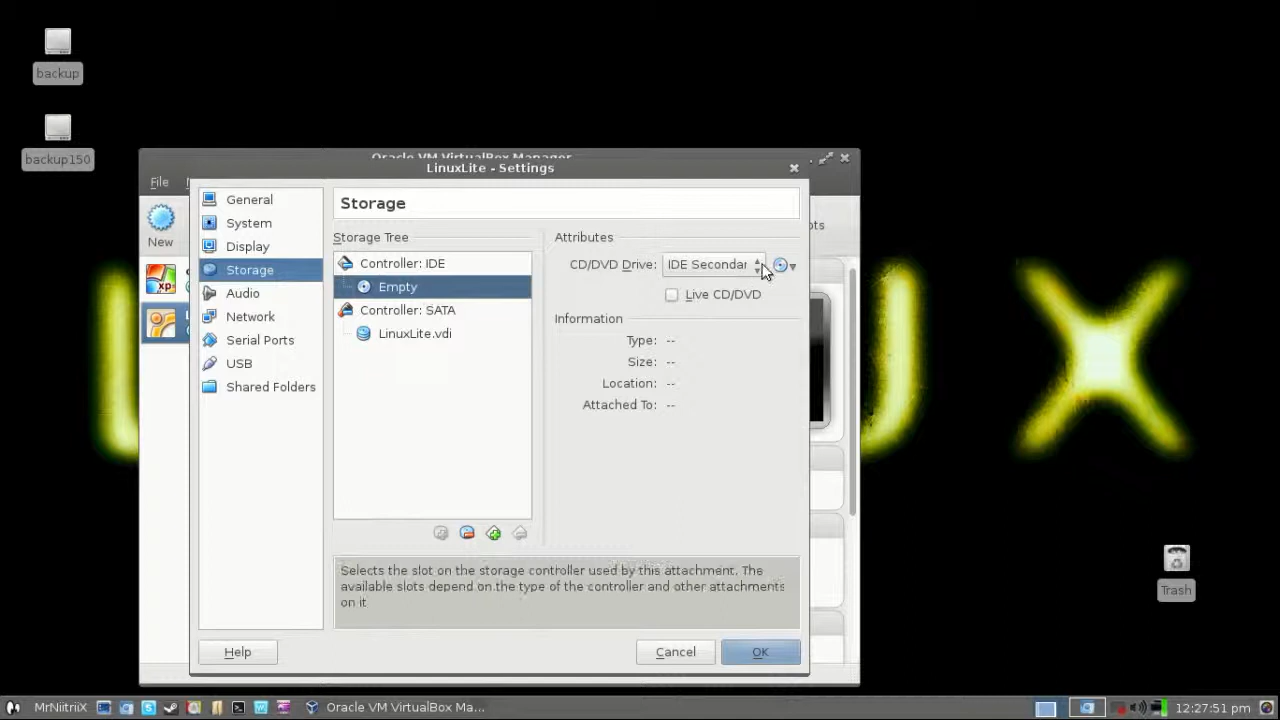 backup
backup150
Oracle VM VirtualBox Manager
LinuxLite - Settings
File
New
General
System
Display
Storage
Audio
Network
Serial Ports
USB
Shared Folders
Storage
Storage Tree
Controller: IDE
Empty
Controller: SATA
LinuxLite.vdi
Attributes
CD/DVD Drive: IDE Secondar
Live CD/DVD
Information
Type: --
Size: --
Location: --
Attached To: --
Selects the slot on the storage controller used by this attachment. The
available slots depend on the type of the controller and other attachments
on it
Help
Cancel
OK
ots
xp
U X
Trash
MrNitriiX
Oracle VM VirtualBox Ma...
12:27:51 pm